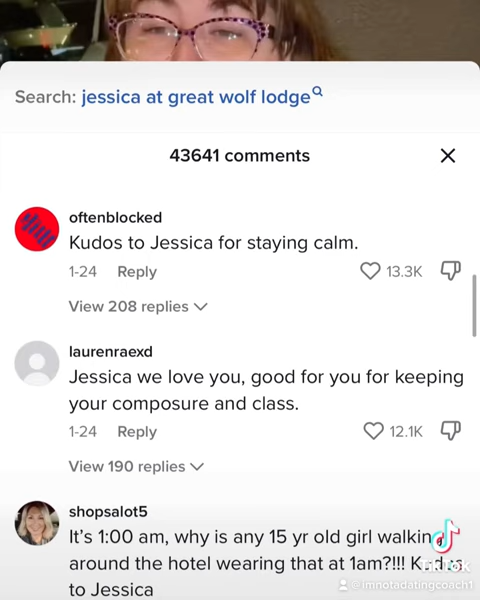 Search: jessica at great wolf lodge
43641 comments
oftenblocked
Kudos to Jessica for staying calm.
1-24 Reply 13.3K
View 208 replies
laurenraexd
Jessica we love you, good for you for keeping
your composure and class.
1-24 Reply 12.1K
View 190 replies
shopsalot5
It's 1:00 am, why is any 15 yr old girl walking
around the hotel wearing that at 1am?!!! Kudos
to Jessica
TikTok
@imnotadatingcoach1